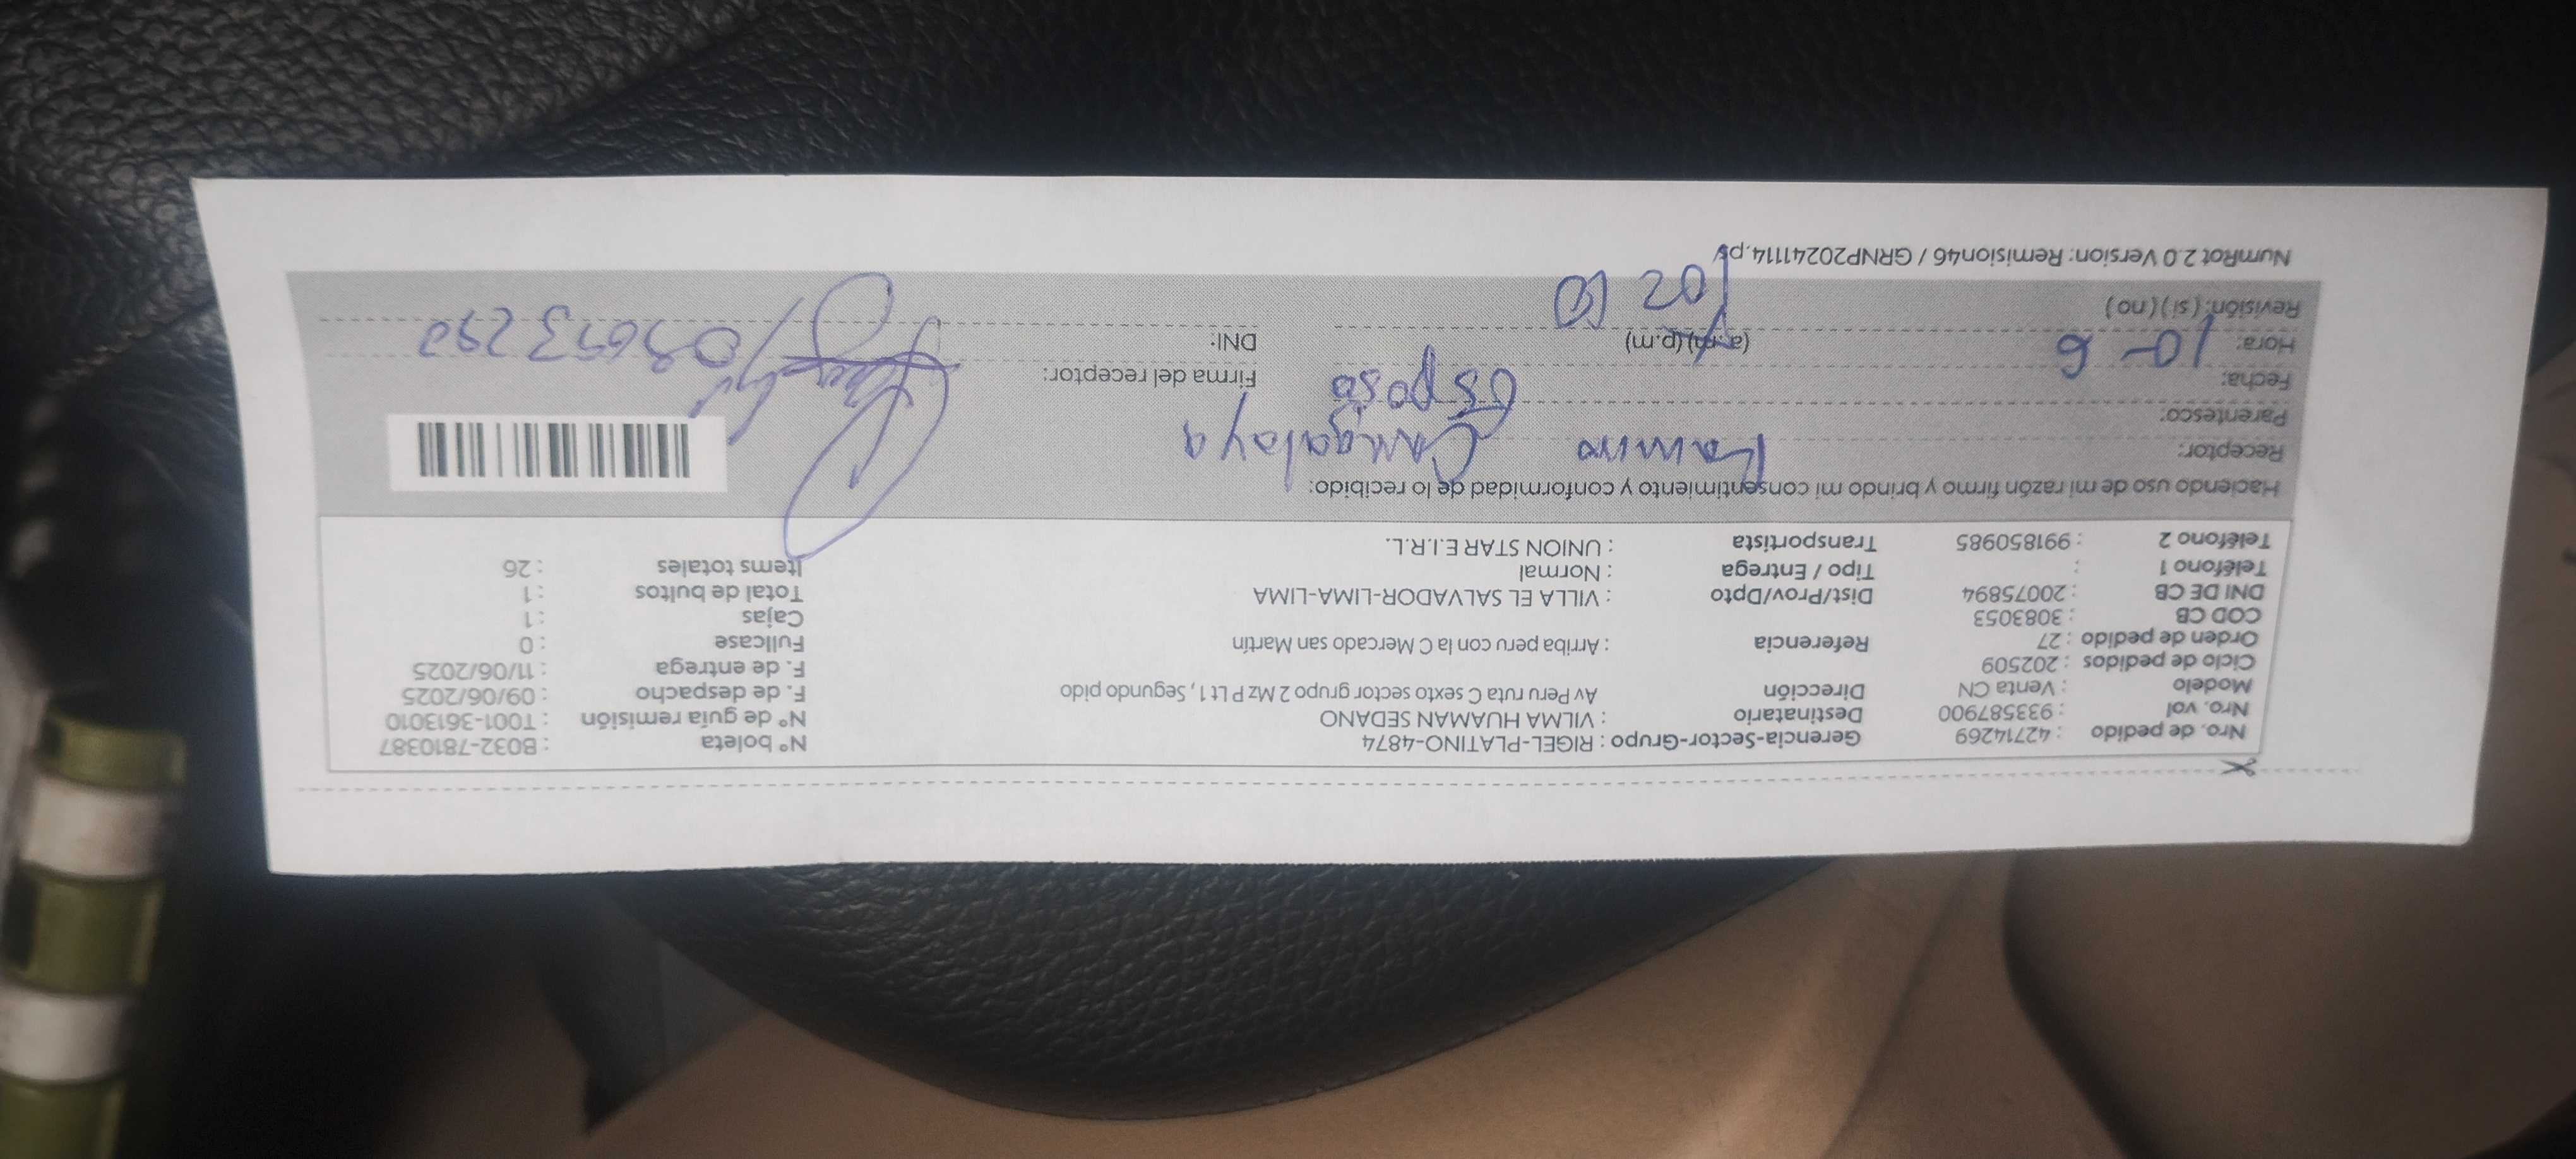 Nro. de pedido : 42714269 Gerencia-Sector-Grupo : RIGEL-PLATINO-4874 N° boleta : B032-7810387
Nro. vol : 933587900 Destinatario : VILMA HUAMAN SEDANO N° de guía remisión : T001-3613010
Modelo : Venta CN Dirección Av Peru ruta C sexto sector grupo 2 Mz P Lt 1 , Segundo pido F. de despacho : 09/06/2025
Ciclo de pedidos : 202509 F. de entrega : 11/06/2025
Orden de pedido : 27 Referencia : Arriba peru con la C Mercado san Martín Fullcase : 0
COD CB : 3083053 Cajas : 1
DNI DE CB : 20075894 Dist/Prov/Dpto : VILLA EL SALVADOR-LIMA-LIMA Total de bultos : 1
Teléfono 1 : Tipo / Entrega : Normal Items totales : 26
Teléfono 2 : 991850985 Transportista : UNION STAR E.I.R.L.
Haciendo uso de mi razón firmo y brindo mi consentimiento y conformidad de lo recibido:
Receptor: Ramiro Cangalaya
Parentesco: Esposo
Fecha: 10-6 Firma del receptor:
Hora: (a.m) (p.m) DNI:
Revisión: (si) (no)
NumRot 2.0 Version: Remision46 / GRNP20241114.ps